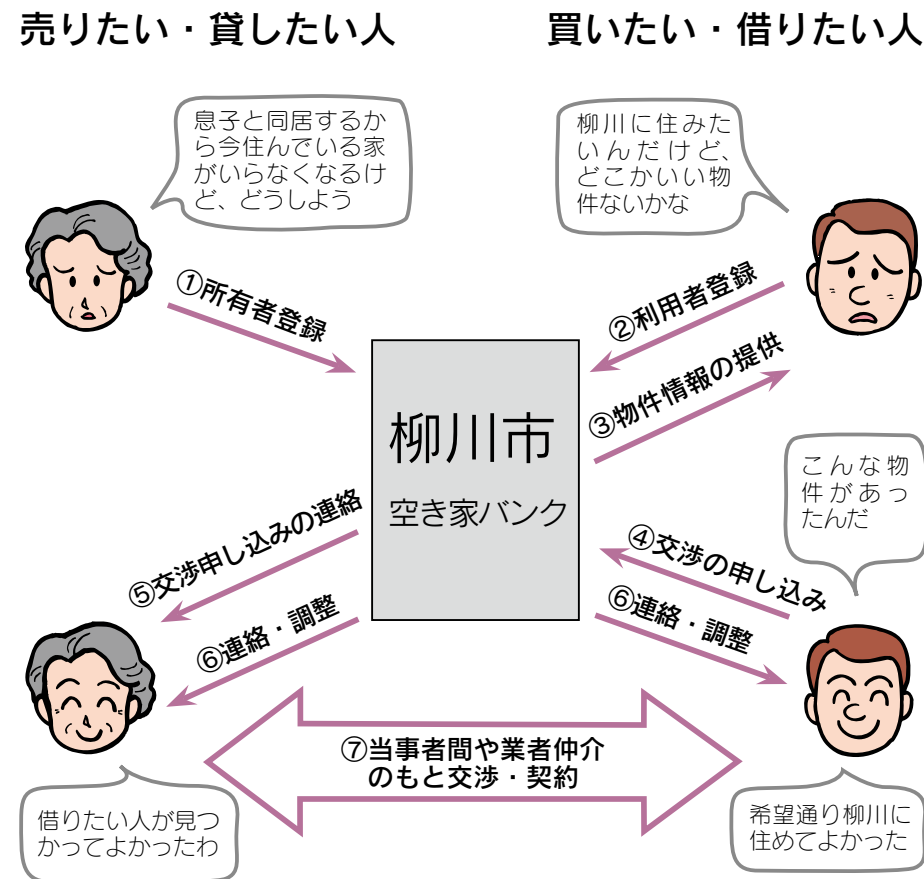 売りたい・貸したい人
買いたい・借りたい人
息子と同居するか
ら今住んでいる家
がいらなくなるけ
ど、どうしよう
柳川に住みた
いんだけど、
どこかいい物
件ないかな
①所有者登録
②利用者登録
③物件情報の提供
柳川市
空き家バンク
こんな物
件があっ
たんだ
④交渉の申し込み
⑤交渉申し込みの連絡
⑥連絡・調整
⑥連絡・調整
⑦当事者間や業者仲介
のもと交渉・契約
借りたい人が見つ
かってよかったわ
希望通り柳川に
住めてよかった